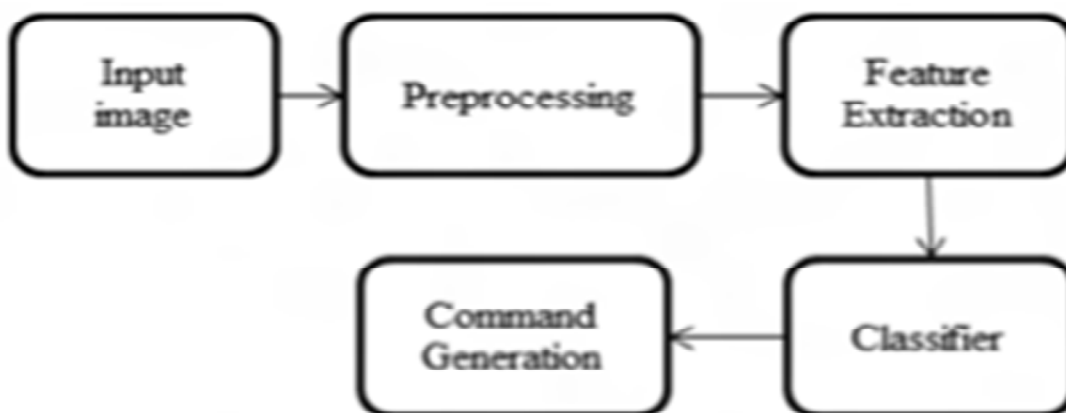 Input
image
Preprocessing
Feature
Extraction
Command
Generation
Classifier